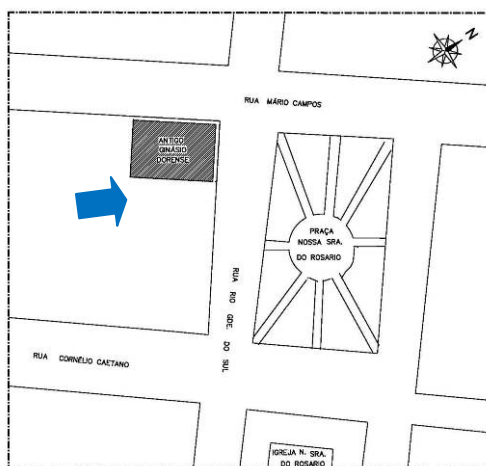 N
RUA MÁRIO CAMPOS
ANTIGO
GINÁSIO
DORENSE
PRAÇA
NOSSA SRA.
DO ROSARIO
RUA RIO GDE. DO SUL
RUA CORNÉLIO CAETANO
IGREJA N. SRA.
DO ROSARIO